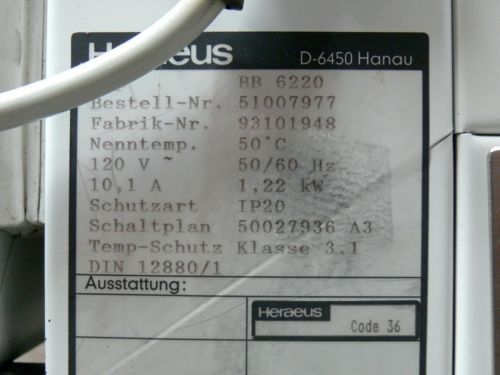 Heraeus D-6450 Hanau
BB 6220
Bestell-Nr. 51007977
Fabrik-Nr. 93101948
Nenntemp. 50°C
120 V ~ 50/60 Hz
10,1 A 1,22 kW
Schutzart IP20
Schaltplan 50027936 A3
Temp-Schutz Klasse 3.1
DIN 12880/1
Ausstattung:
Heraeus
Code 36